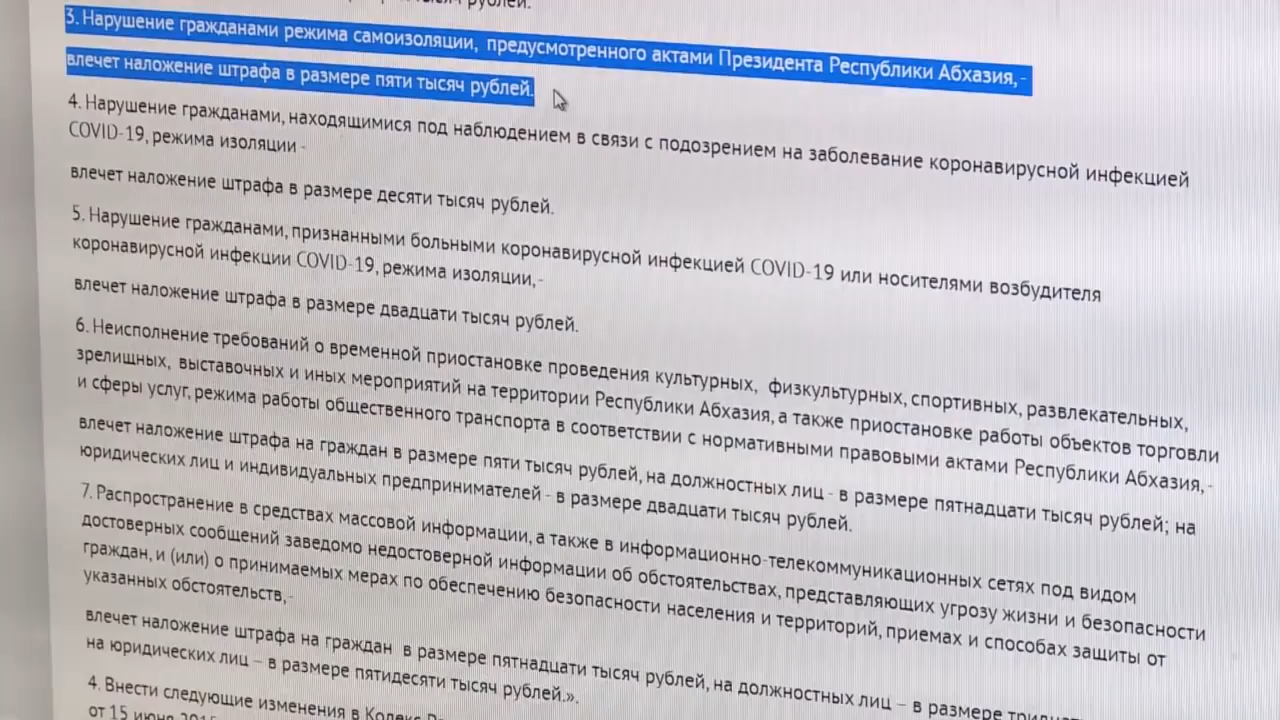 рублей.
3. Нарушение гражданами режима самоизоляции, предусмотренного актами Президента Республики Абхазия, -
влечет наложение штрафа в размере пяти тысяч рублей.
4. Нарушение гражданами, находящимися под наблюдением в связи с подозрением на заболевание коронавирусной инфекцией
COVID-19, режима изоляции -
влечет наложение штрафа в размере десяти тысяч рублей.
5. Нарушение гражданами, признанными больными коронавирусной инфекцией COVID-19 или носителями возбудителя
коронавирусной инфекции COVID-19, режима изоляции, -
влечет наложение штрафа в размере двадцати тысяч рублей.
6. Неисполнение требований о временной приостановке проведения культурных, физкультурных, спортивных, развлекательных,
зрелищных, выставочных и иных мероприятий на территории Республики Абхазия, а также приостановке работы объектов торговли
и сферы услуг, режима работы общественного транспорта в соответствии с нормативными правовыми актами Республики Абхазия, -
влечет наложение штрафа на граждан в размере пяти тысяч рублей, на должностных лиц - в размере пятнадцати тысяч рублей; на
юридических лиц и индивидуальных предпринимателей - в размере двадцати тысяч рублей.
7. Распространение в средствах массовой информации, а также в информационно-телекоммуникационных сетях под видом
достоверных сообщений заведомо недостоверной информации об обстоятельствах, представляющих угрозу жизни и безопасности
граждан, и (или) о принимаемых мерах по обеспечению безопасности населения и территорий, приемах и способах защиты от
указанных обстоятельств,-
влечет наложение штрафа на граждан в размере пятнадцати тысяч рублей, на должностных лиц – в размере
на юридических лиц – в размере пятидесяти тысяч рублей.».
4. Внести следующие изменения в Кодекс
от 15 июня